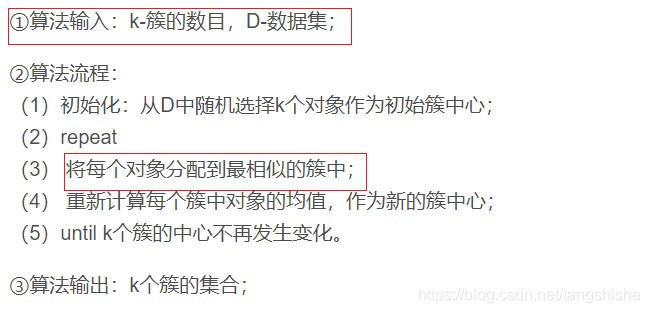 ①算法输入：k-簇的数目，D-数据集；
②算法流程：
（1）初始化：从D中随机选择k个对象作为初始簇中心；
（2）repeat
（3） 将每个对象分配到最相似的簇中；
（4） 重新计算每个簇中对象的均值，作为新的簇中心；
（5）until k个簇的中心不再发生变化。
③算法输出：k个簇的集合；
https://blog.csdn.net/tangshishe